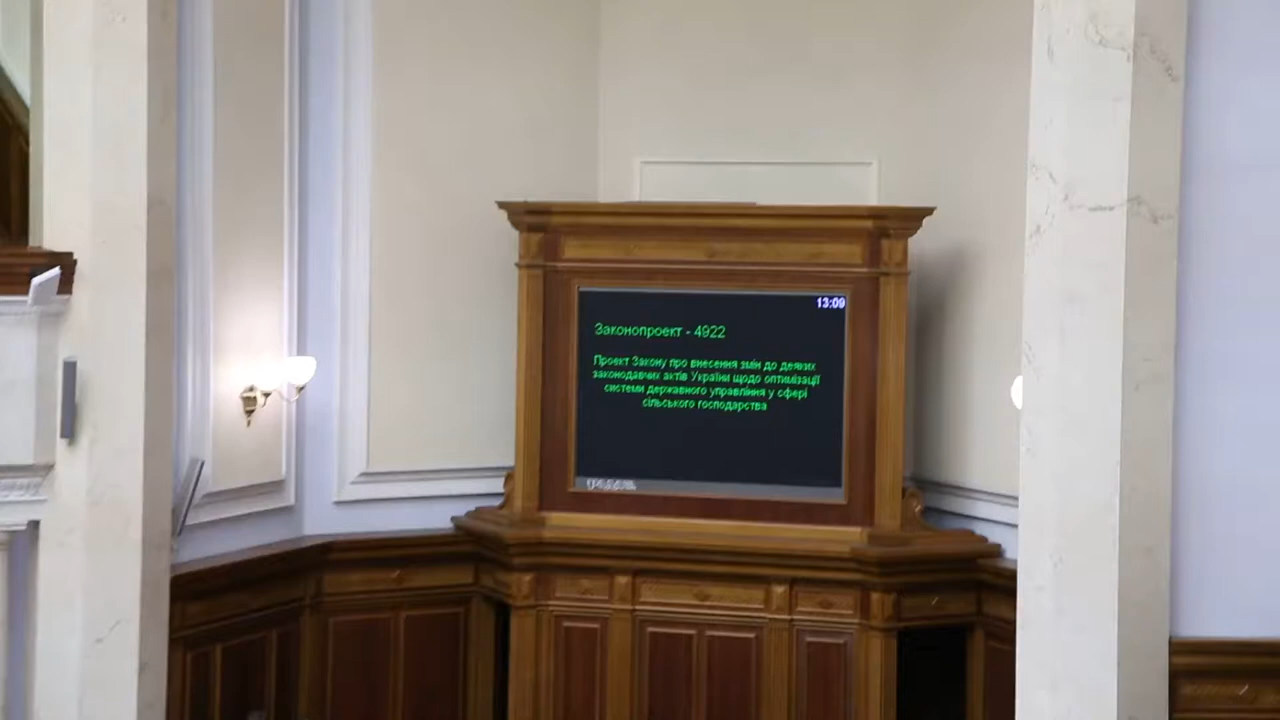 13:09
Законопроект - 4922
Проект Закону про внесення змін до деяких
законодавчих актів України щодо оптимізації
системи державного управління у сфері
сільського господарства